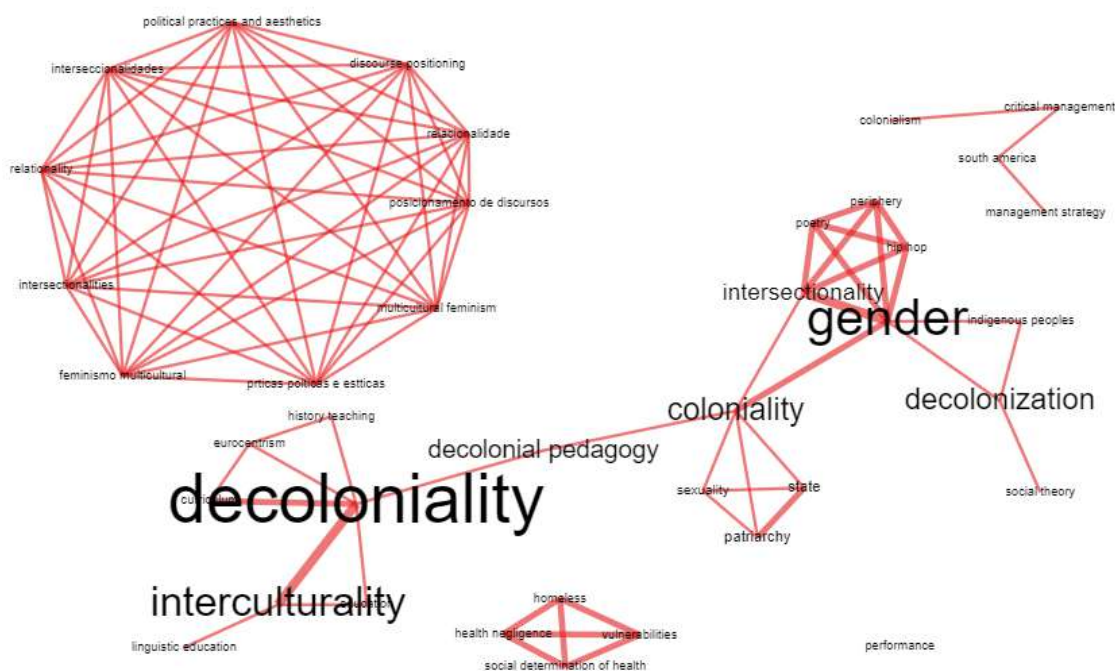 political practices and aesthetics
interseccionalidades
discourse positioning
relacionalidade
relationality
posicionamento de discursos
intersectionalities
multicultural feminism
feminismo multicultural
prticas polticas e estticas
critical management
colonialism
south america
management strategy
periphery
poetry
hip hop
intersectionality
gender
indigenous peoples
decolonization
coloniality
social theory
decolonial pedagogy
sexuality
state
patriarchy
history teaching
eurocentrism
curriculum
decoloniality
interculturality
education
linguistic education
homeless
health negligence
vulnerabilities
social determination of health
performance